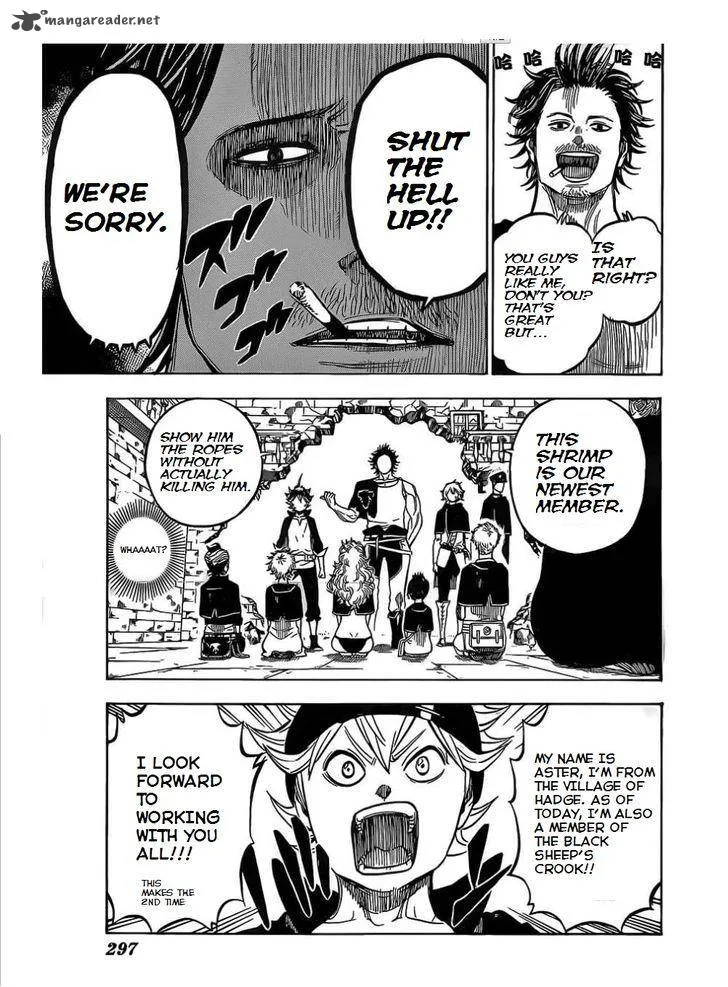 mangareader.net
哈
哈
哈
哈
IS
THAT
RIGHT?
YOU GUYS
REALLY
LIKE ME,
DON'T YOU?
THAT'S
GREAT
BUT...
SHUT
THE
HELL
UP!!
ズズズ
WE'RE
SORRY.
THIS
SHRIMP
IS OUR
NEWEST
MEMBER.
SHOW HIM
THE ROPES
WITHOUT
ACTUALLY
KILLING HIM.
WHAAAAT?
MY NAME IS
ASTER, I'M FROM
THE VILLAGE OF
HADGE. AS OF
TODAY, I'M ALSO
A MEMBER OF
THE BLACK
SHEEP'S
CROOK!!
I LOOK
FORWARD
TO
WORKING
WITH YOU
ALL!!!
THIS
MAKES THE
2ND TIME
297